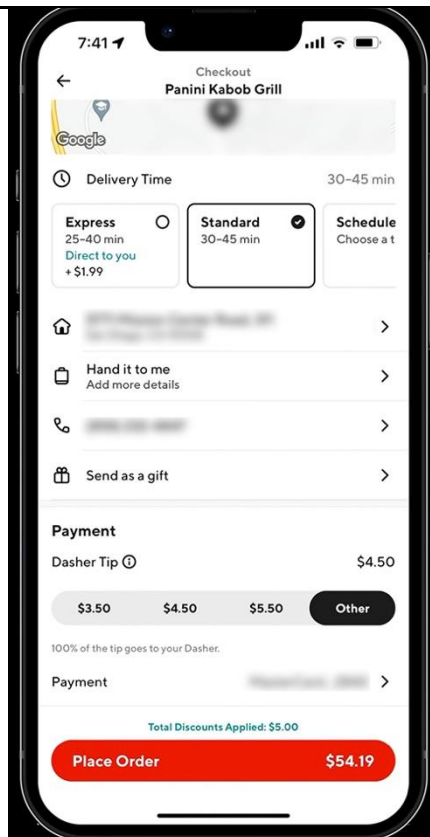 7:41
Checkout
Panini Kabob Grill
Google
Delivery Time
30–45 min
Express
25–40 min
Direct to you
+ $1.99
Standard
30–45 min
Schedule
Choose a t
Hand it to me
Add more details
Send as a gift
Payment
Dasher Tip
$4.50
$3.50 $4.50 $5.50 Other
100% of the tip goes to your Dasher.
Payment
Total Discounts Applied: $5.00
Place Order $54.19